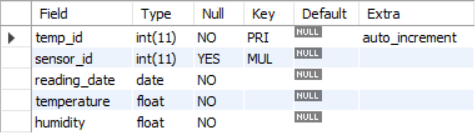 Field Type Null Key Default Extra
temp_id int(11) NO PRI NULL auto_increment
sensor_id int(11) YES MUL NULL
reading_date date NO NULL
temperature float NO NULL
humidity float NO NULL